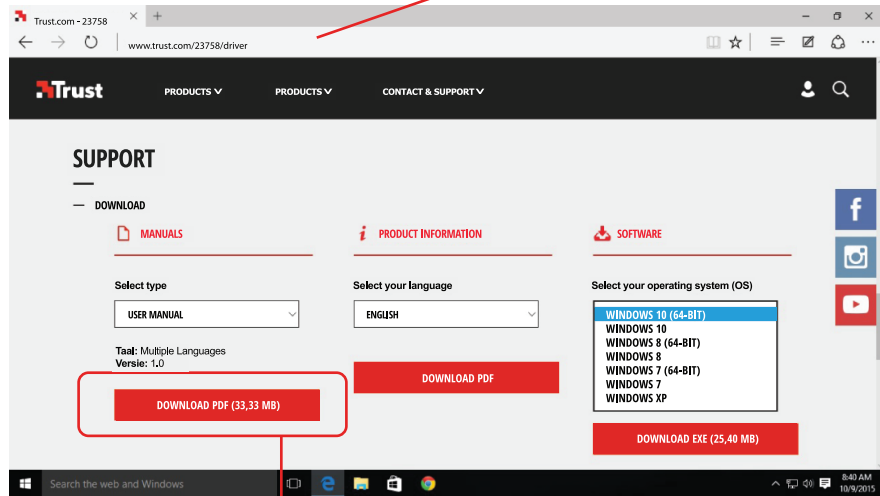 Trust.com - 23758
www.trust.com/23758/driver
Trust
PRODUCTS
PRODUCTS
CONTACT & SUPPORT
SUPPORT
DOWNLOAD
MANUALS
Select type
USER MANUAL
Taal: Multiple Languages
Versie: 1.0
DOWNLOAD PDF (33,33 MB)
PRODUCT INFORMATION
Select your language
ENGLISH
DOWNLOAD PDF
SOFTWARE
Select your operating system (OS)
WINDOWS 10 (64-BIT)
WINDOWS 10
WINDOWS 8 (64-BIT)
WINDOWS 8
WINDOWS 7 (64-BIT)
WINDOWS 7
WINDOWS XP
DOWNLOAD EXE (25,40 MB)
Search the web and Windows
8:40 AM
10/9/2015